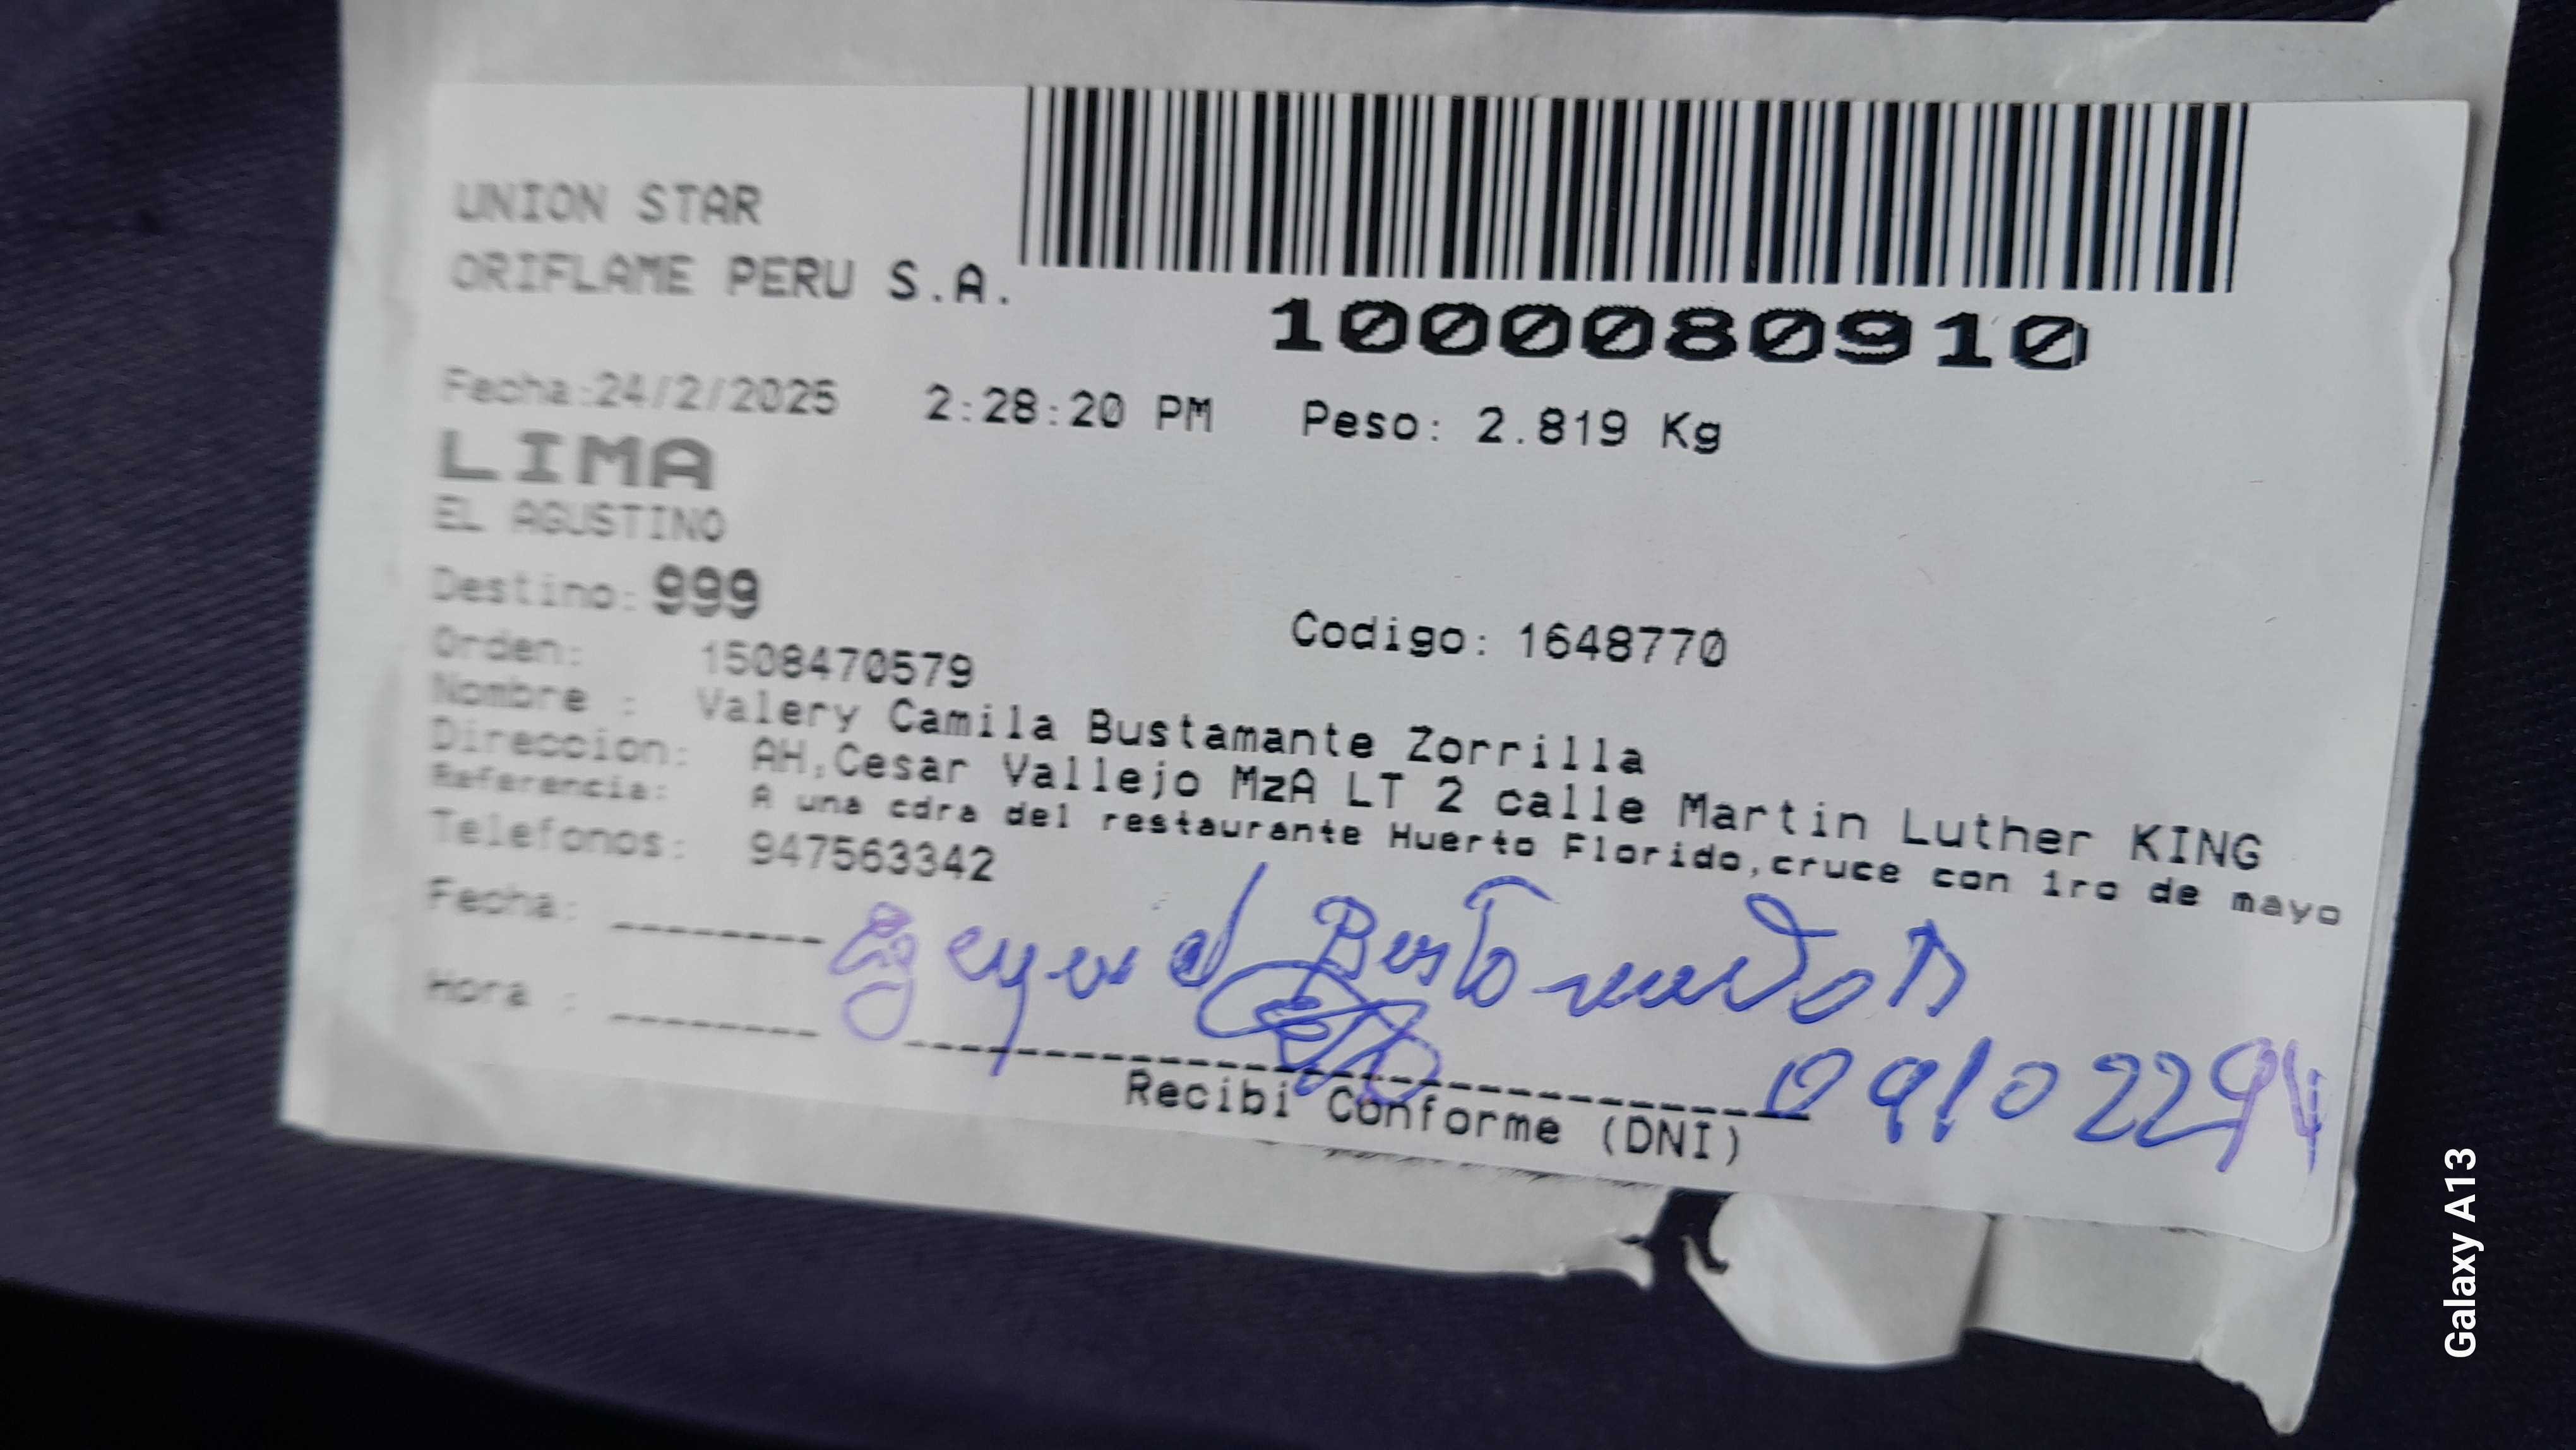 UNION STAR
ORIFLAME PERU S.A.
1000080910
Fecha:24/2/2025 2:28:20 PM Peso: 2.819 Kg
LIMA
EL AGUSTINO
Destino: 999
Codigo: 1648770
Orden: 1508470579
Nombre : Valery Camila Bustamante Zorrilla
Direccion: AH,Cesar Vallejo MzA LT 2 calle Martin Luther KING
Referencia: A una cdra del restaurante Huerto Florido,cruce con 1ro de mayo
Telefonos: 947563342
Fecha: ________
Hora : ________
09102294
Recibi Conforme (DNI)
Galaxy A13